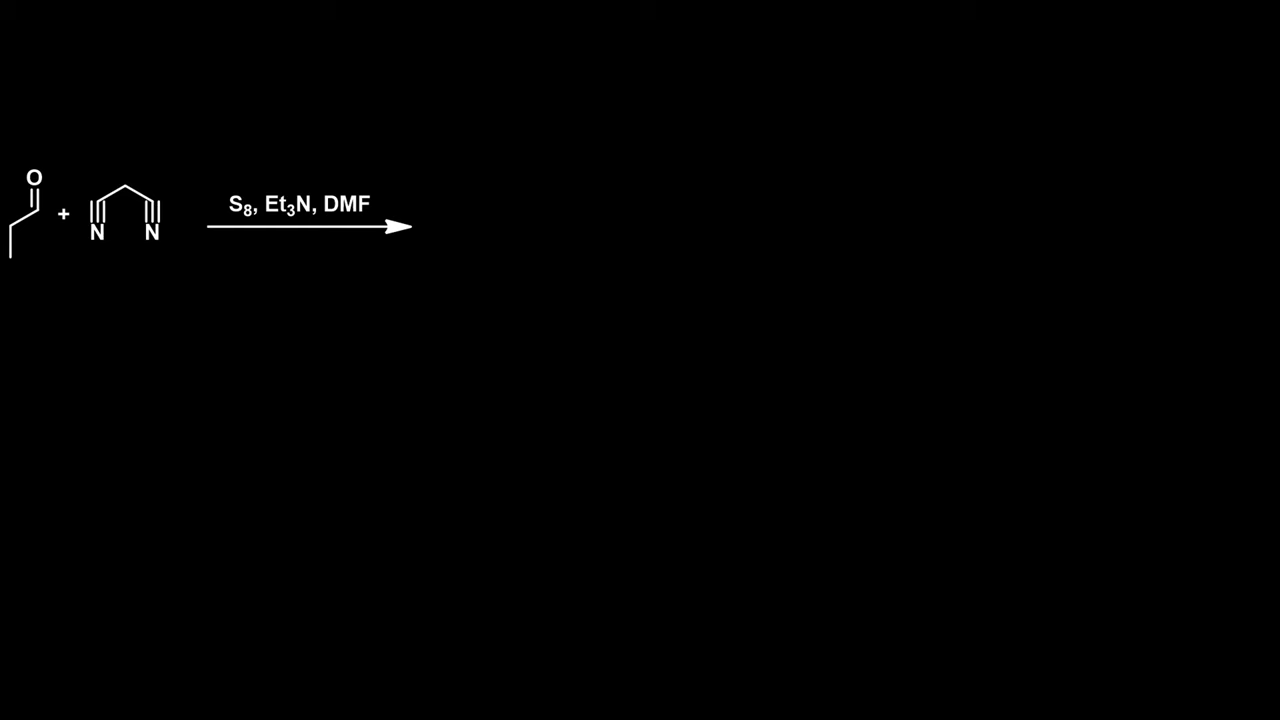 O
+
N N
S₈, Et₃N, DMF